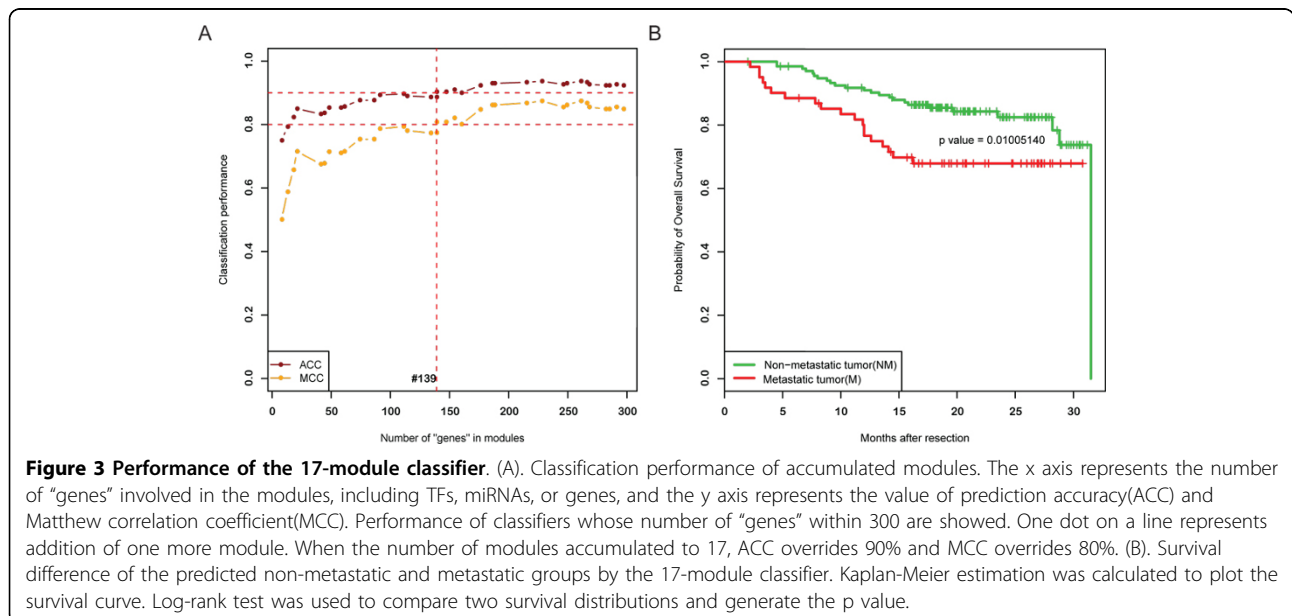 A
Classification performance
1.0
0.8
0.6
0.4
0.2
0.0
ACC
MCC
#139
0 50 100 150 200 250 300
Number of "genes" in modules
B
Probability of Overall Survival
1.0
0.8
0.6
0.4
0.2
0.0
p value = 0.01005140
Non-metastatic tumor(NM)
Metastatic tumor(M)
0 5 10 15 20 25 30
Months after resection
Figure 3 Performance of the 17-module classifier. (A). Classification performance of accumulated modules. The x axis represents the number
of "genes" involved in the modules, including TFs, miRNAs, or genes, and the y axis represents the value of prediction accuracy(ACC) and
Matthew correlation coefficient(MCC). Performance of classifiers whose number of "genes" within 300 are showed. One dot on a line represents
addition of one more module. When the number of modules accumulated to 17, ACC overrides 90% and MCC overrides 80%. (B). Survival
difference of the predicted non-metastatic and metastatic groups by the 17-module classifier. Kaplan-Meier estimation was calculated to plot the
survival curve. Log-rank test was used to compare two survival distributions and generate the p value.